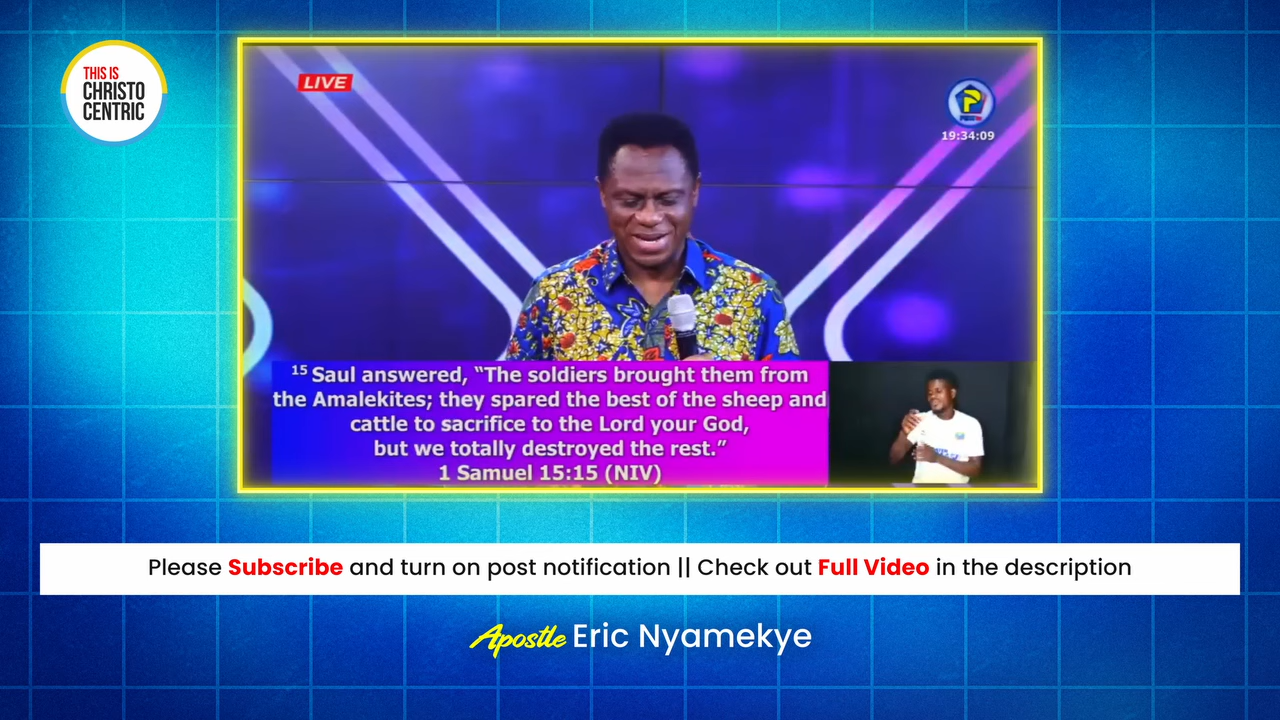 THIS IS
CHRISTO
CENTRIC
LIVE
19:34:09
15 Saul answered, “The soldiers brought them from
the Amalekites; they spared the best of the sheep and
cattle to sacrifice to the Lord your God,
but we totally destroyed the rest.”
1 Samuel 15:15 (NIV)
Please Subscribe and turn on post notification || Check out Full Video in the description
Apostle Eric Nyamekye